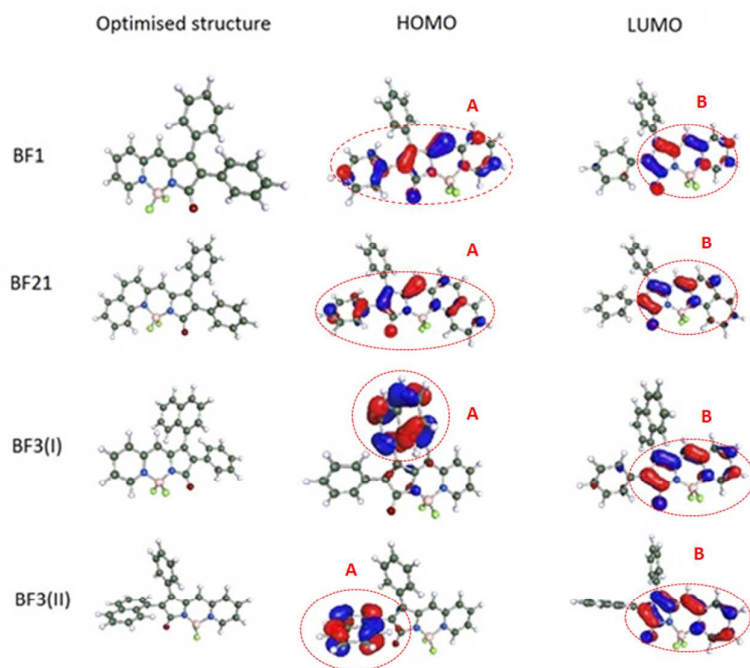 Optimised structure HOMO LUMO
BF1 A B
BF21 A B
BF3(I) A B
BF3(II) A B